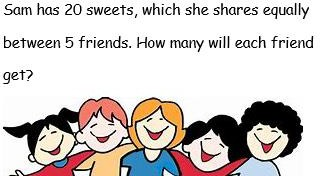 Sam has 20 sweets, which she shares equally
between 5 friends. How many will each friend
get?